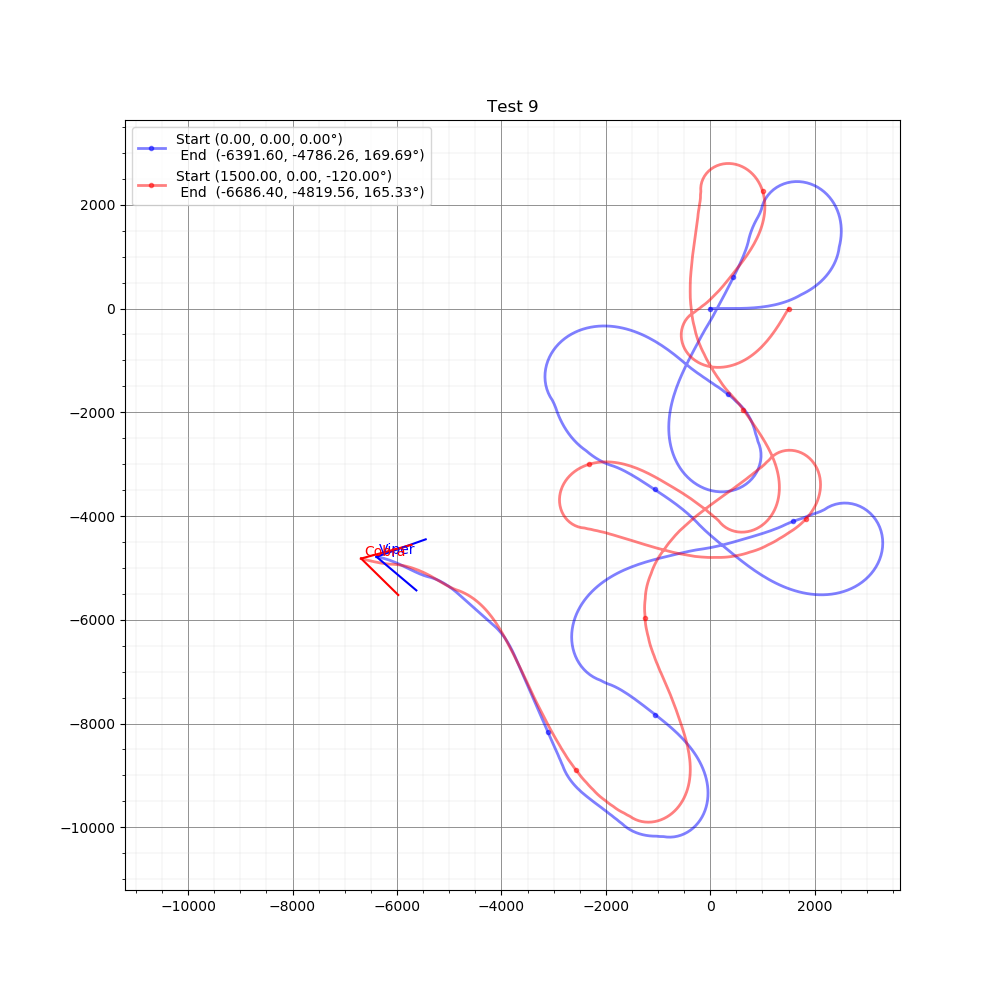 Test 9
Start (0.00, 0.00, 0.00°)
End (-6391.60, -4786.26, 169.69°)
Start (1500.00, 0.00, -120.00°)
End (-6686.40, -4819.56, 165.33°)
2000
0
−2000
−4000
Cobra Viper
−6000
−8000
−10000
−10000 −8000 −6000 −4000 −2000 0 2000